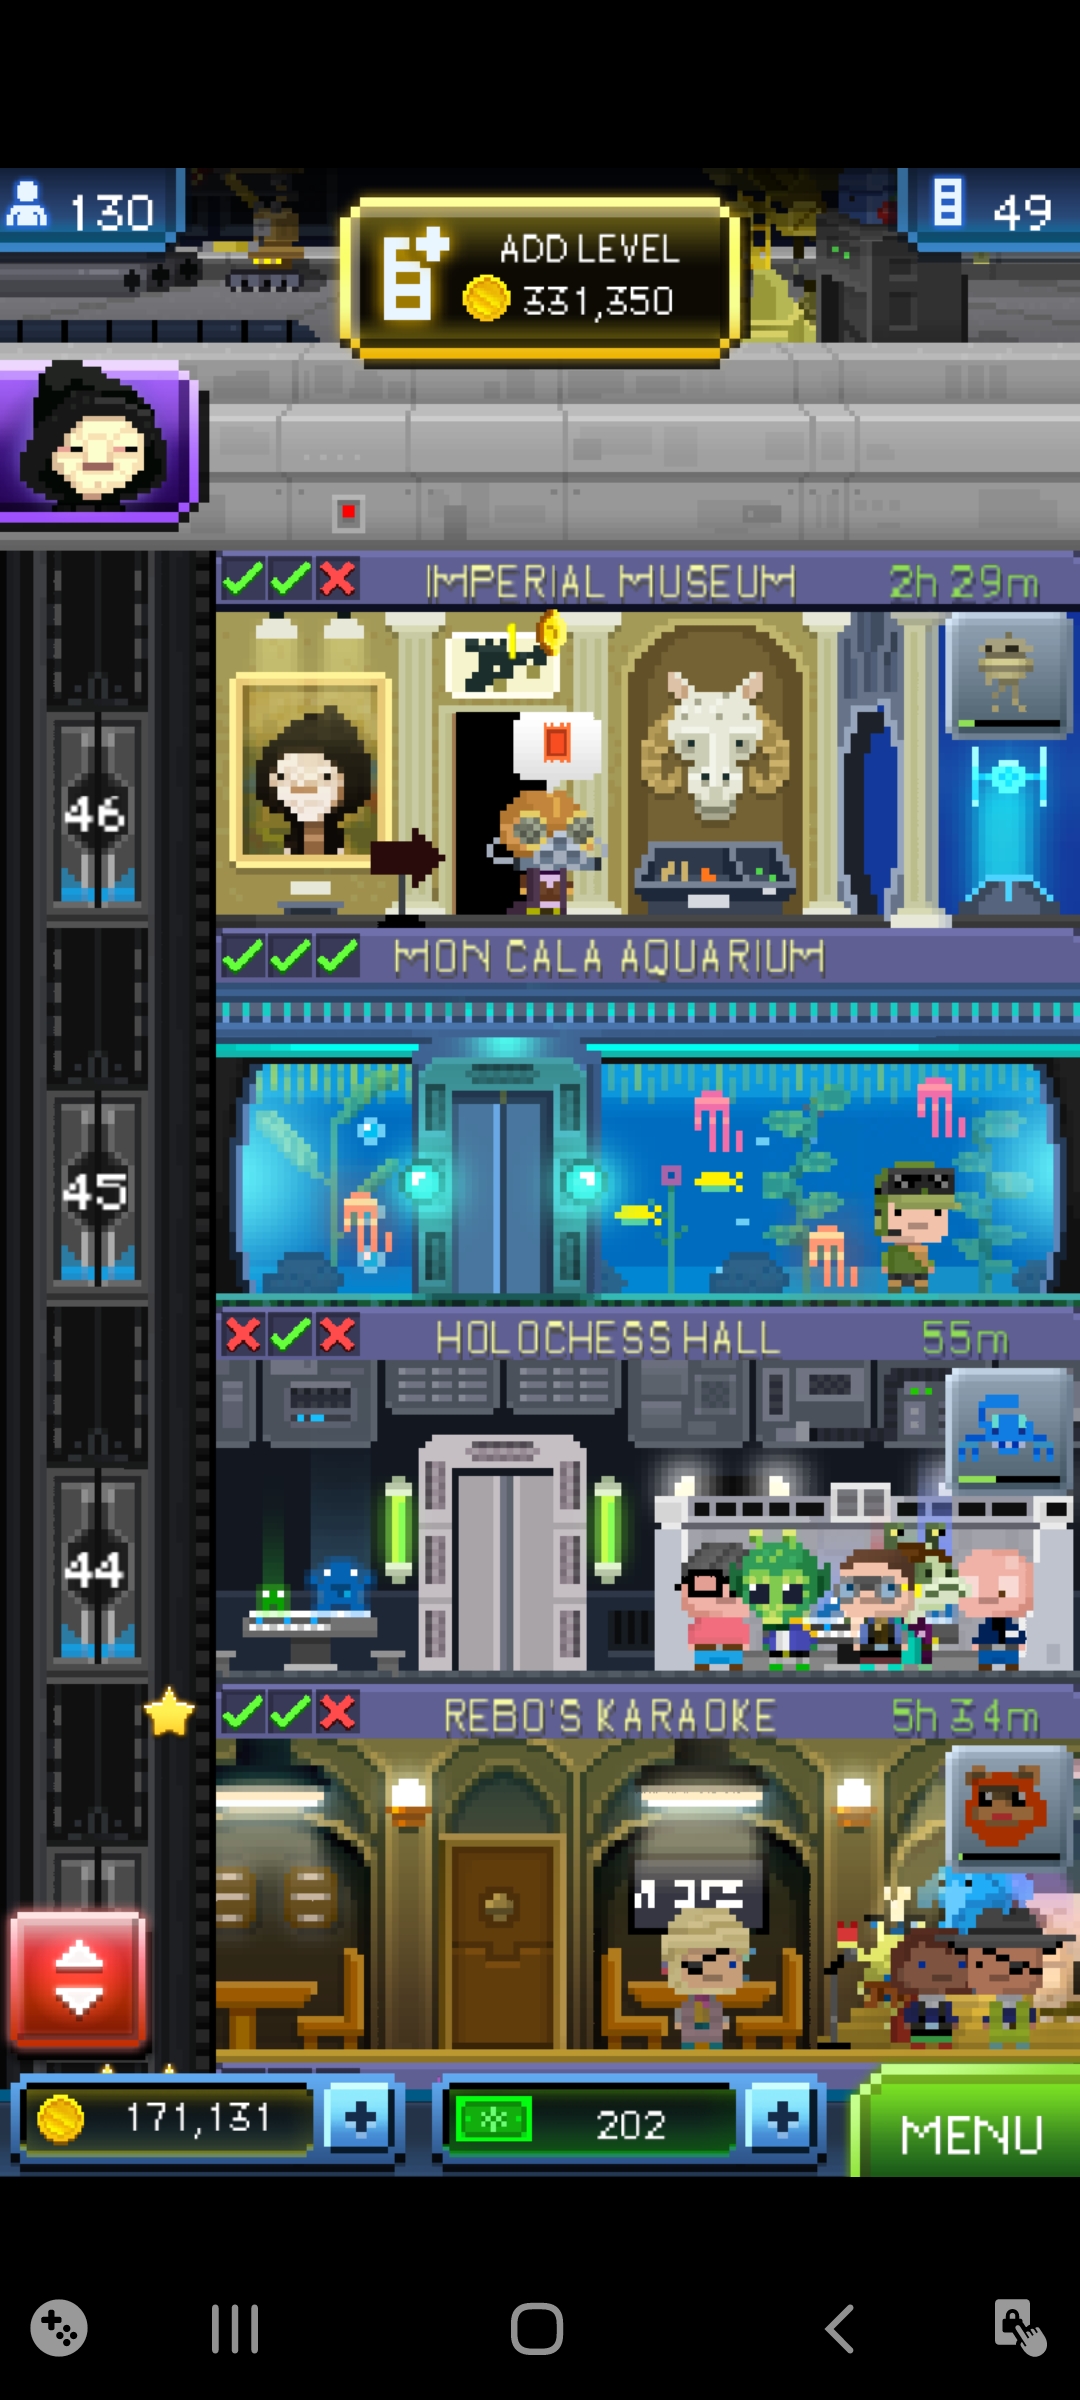 130
ADD LEVEL
331,350
49
IMPERIAL MUSEUM 2h 29m
46
MON CALA AQUARIUM
45
HOLOCHESS HALL 55m
44
REBO'S KARAOKE 5h 34m
171,131
202
MENU